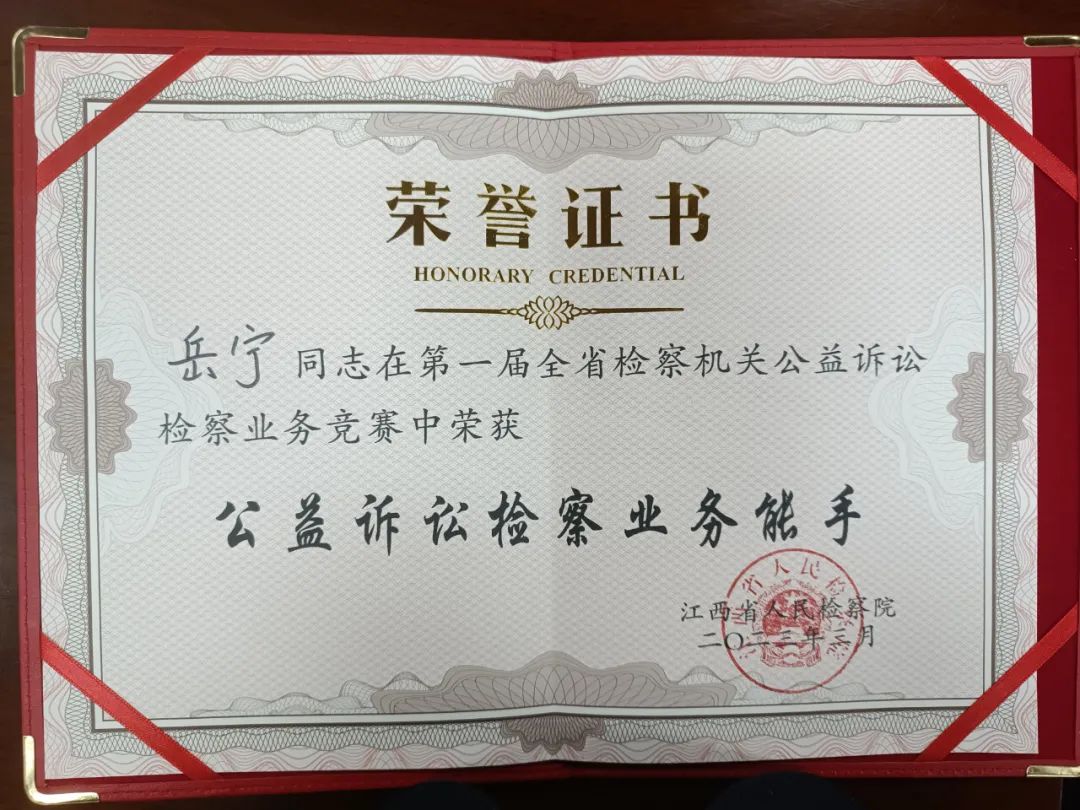 荣誉证书
HONORARY CREDENTIAL
岳宁 同志在第一届全省检察机关公益诉讼
检察业务竞赛中荣获
公益诉讼检察业务能手
江西省人民检察院
二〇二三年三月